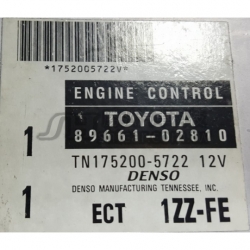 *1752005722V*
ENGINE CONTROL
TOYOTA
89661-02810
1
TN175200-5722 12V
DENSO
DENSO MANUFACTURING TENNESSEE, INC.
1 ECT 1ZZ-FE